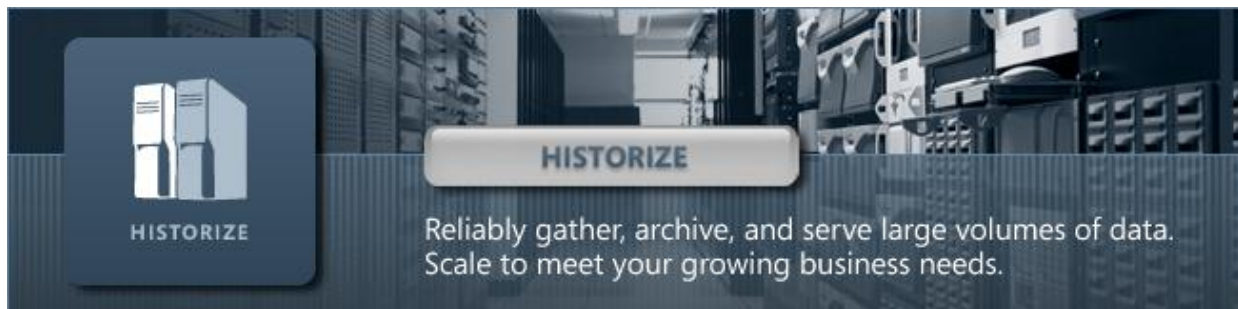 HISTORIZE
HISTORIZE
Reliably gather, archive, and serve large volumes of data.
Scale to meet your growing business needs.